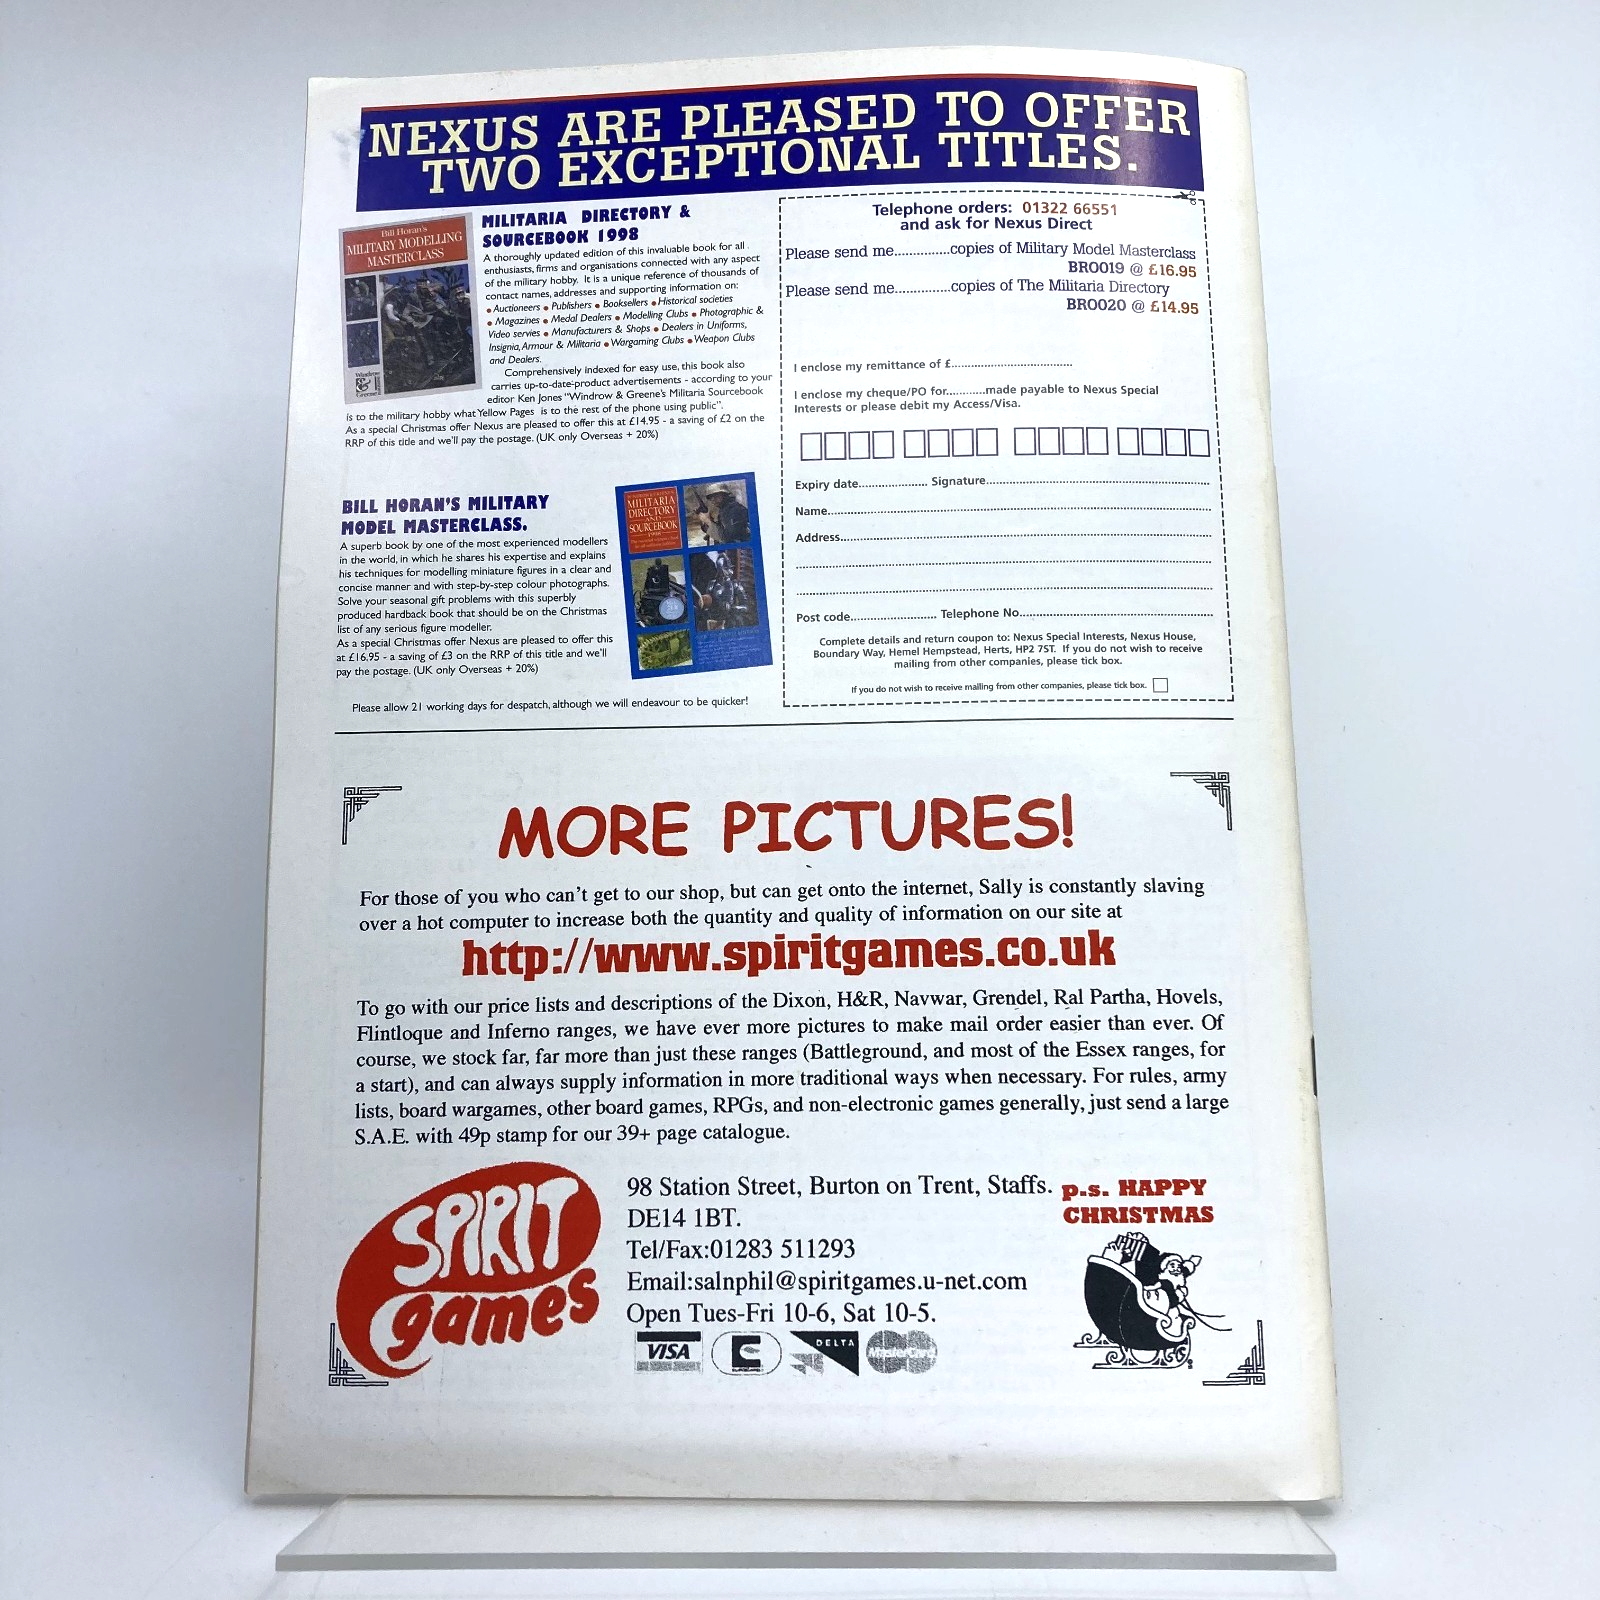 NEXUS ARE PLEASED TO OFFER
TWO EXCEPTIONAL TITLES.
Bill Horan's
MILITARY MODELLING
MASTERCLASS
Windrow
&
Greene
MILITARIA DIRECTORY &
SOURCEBOOK 1998
A thoroughly updated edition of this invaluable book for all
enthusiasts, firms and organisations connected with any aspect
of the military hobby. It is a unique reference of thousands of
contact names, addresses and supporting information on:
• Auctioneers • Publishers • Booksellers • Historical societies
• Magazines • Medal Dealers • Modelling Clubs • Photographic &
Video servies • Manufacturers & Shops • Dealers in Uniforms,
Insignia, Armour & Militaria • Wargaming Clubs • Weapon Clubs
and Dealers.
Comprehensively indexed for easy use, this book also
carries up-to-date-product advertisements - according to your
editor Ken Jones "Windrow & Greene's Militaria Sourcebook
is to the military hobby what Yellow Pages is to the rest of the phone using public".
As a special Christmas offer Nexus are pleased to offer this at £14.95 - a saving of £2 on the
RRP of this title and we'll pay the postage. (UK only Overseas + 20%)
BILL HORAN'S MILITARY
MODEL MASTERCLASS.
A superb book by one of the most experienced modellers
in the world, in which he shares his expertise and explains
his techniques for modelling miniature figures in a clear and
concise manner and with step-by-step colour photographs.
Solve your seasonal gift problems with this superbly
produced hardback book that should be on the Christmas
list of any serious figure modeller.
As a special Christmas offer Nexus are pleased to offer this
at £16.95 - a saving of £3 on the RRP of this title and we'll
pay the postage. (UK only Overseas + 20%)
MILITARIA
DIRECTORY
AND
SOURCEBOOK
1998
Please allow 21 working days for despatch, although we will endeavour to be quicker!
Telephone orders: 01322 66551
and ask for Nexus Direct
Please send me...............copies of Military Model Masterclass
BRO019 @ £16.95
Please send me...............copies of The Militaria Directory
BRO020 @ £14.95
I enclose my remittance of £...................................
I enclose my cheque/PO for............made payable to Nexus Special
Interests or please debit my Access/Visa.
Expiry date.................... Signature.................................................................
Name.................................................................
Address.................................................................
Post code......................... Telephone No.................................................................
Complete details and return coupon to: Nexus Special Interests, Nexus House,
Boundary Way, Hemel Hempstead, Herts, HP2 7ST. If you do not wish to receive
mailing from other companies, please tick box.
If you do not wish to receive mailing from other companies, please tick box.
MORE PICTURES!
For those of you who can't get to our shop, but can get onto the internet, Sally is constantly slaving
over a hot computer to increase both the quantity and quality of information on our site at
http://www.spiritgames.co.uk
To go with our price lists and descriptions of the Dixon, H&R, Navwar, Grendel, Ral Partha, Hovels,
Flintloque and Inferno ranges, we have ever more pictures to make mail order easier than ever. Of
course, we stock far, far more than just these ranges (Battleground, and most of the Essex ranges, for
a start), and can always supply information in more traditional ways when necessary. For rules, army
lists, board wargames, other board games, RPGs, and non-electronic games generally, just send a large
S.A.E. with 49p stamp for our 39+ page catalogue.
SPIRIT
games
98 Station Street, Burton on Trent, Staffs.
DE14 1BT.
Tel/Fax:01283 511293
Email:salnphil@spiritgames.u-net.com
Open Tues-Fri 10-6, Sat 10-5.
VISA
DELTA
MasterCard
p.s. HAPPY
CHRISTMAS